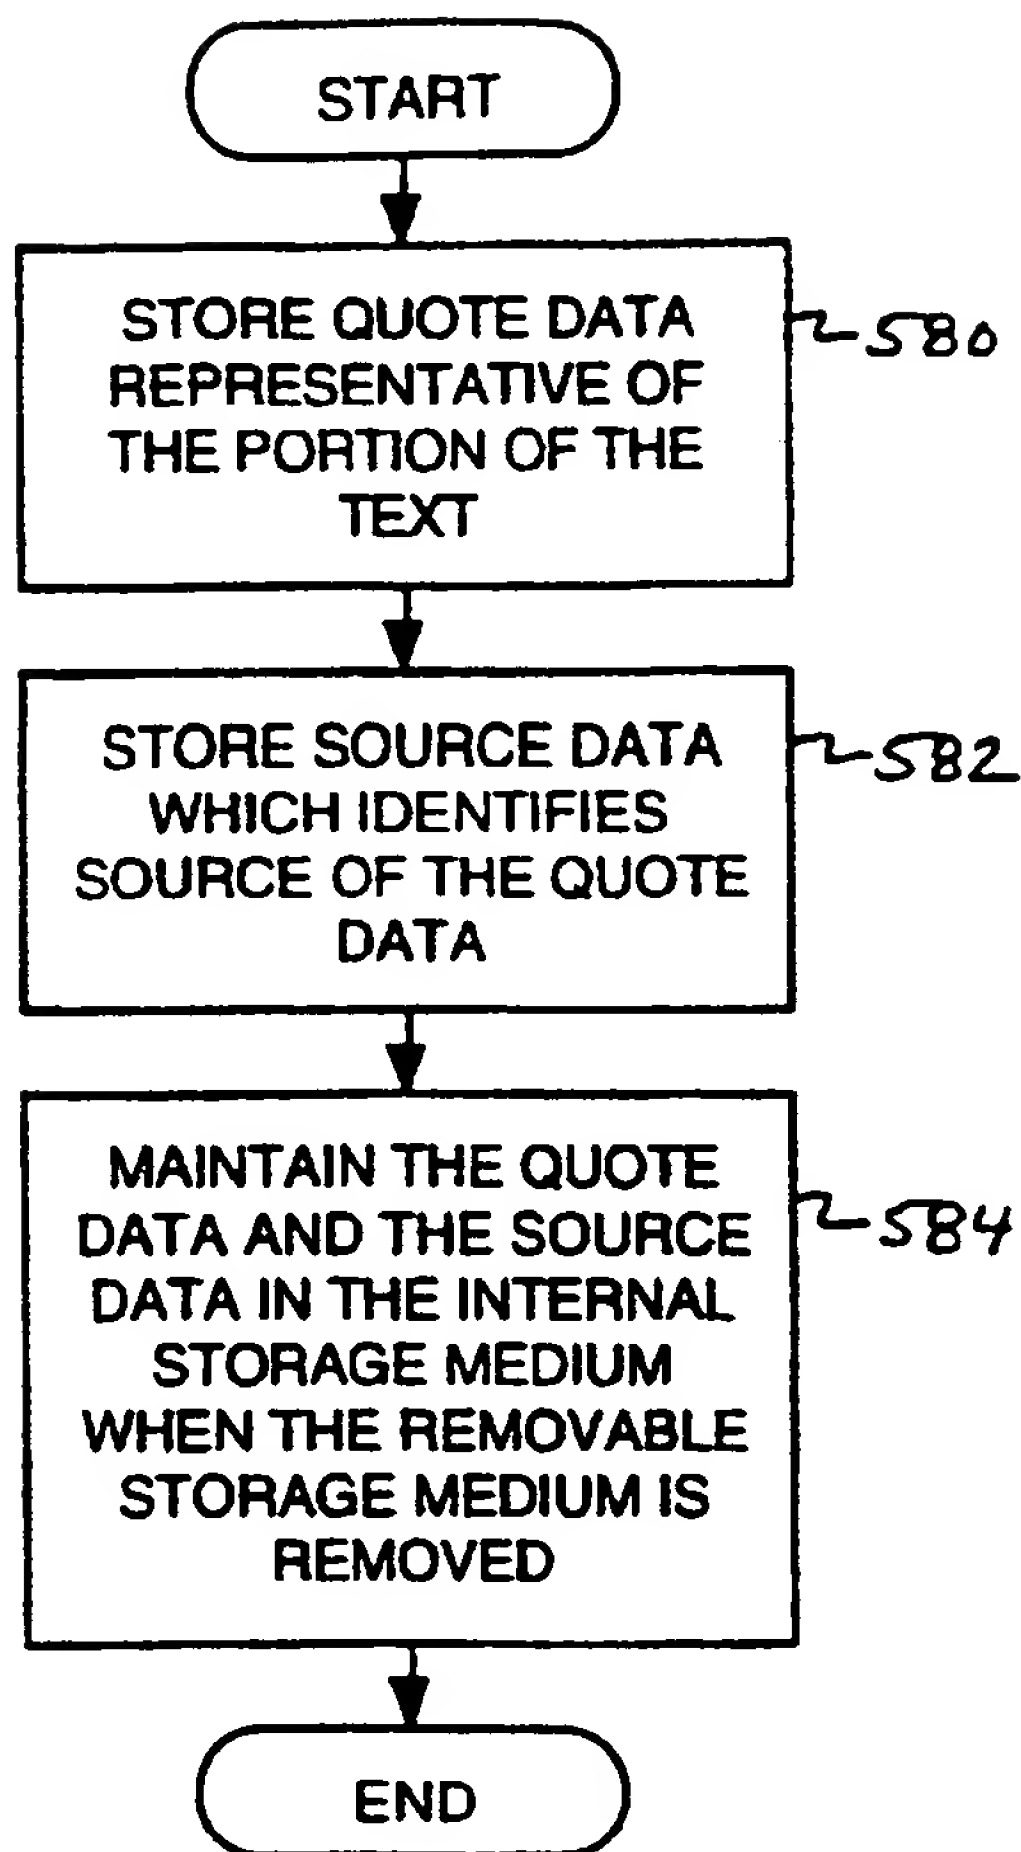 START
STORE QUOTE DATA
REPRESENTATIVE OF
THE PORTION OF THE
TEXT
580
STORE SOURCE DATA
WHICH IDENTIFIES
SOURCE OF THE QUOTE
DATA
582
MAINTAIN THE QUOTE
DATA AND THE SOURCE
DATA IN THE INTERNAL
STORAGE MEDIUM
WHEN THE REMOVABLE
STORAGE MEDIUM IS
REMOVED
584
END